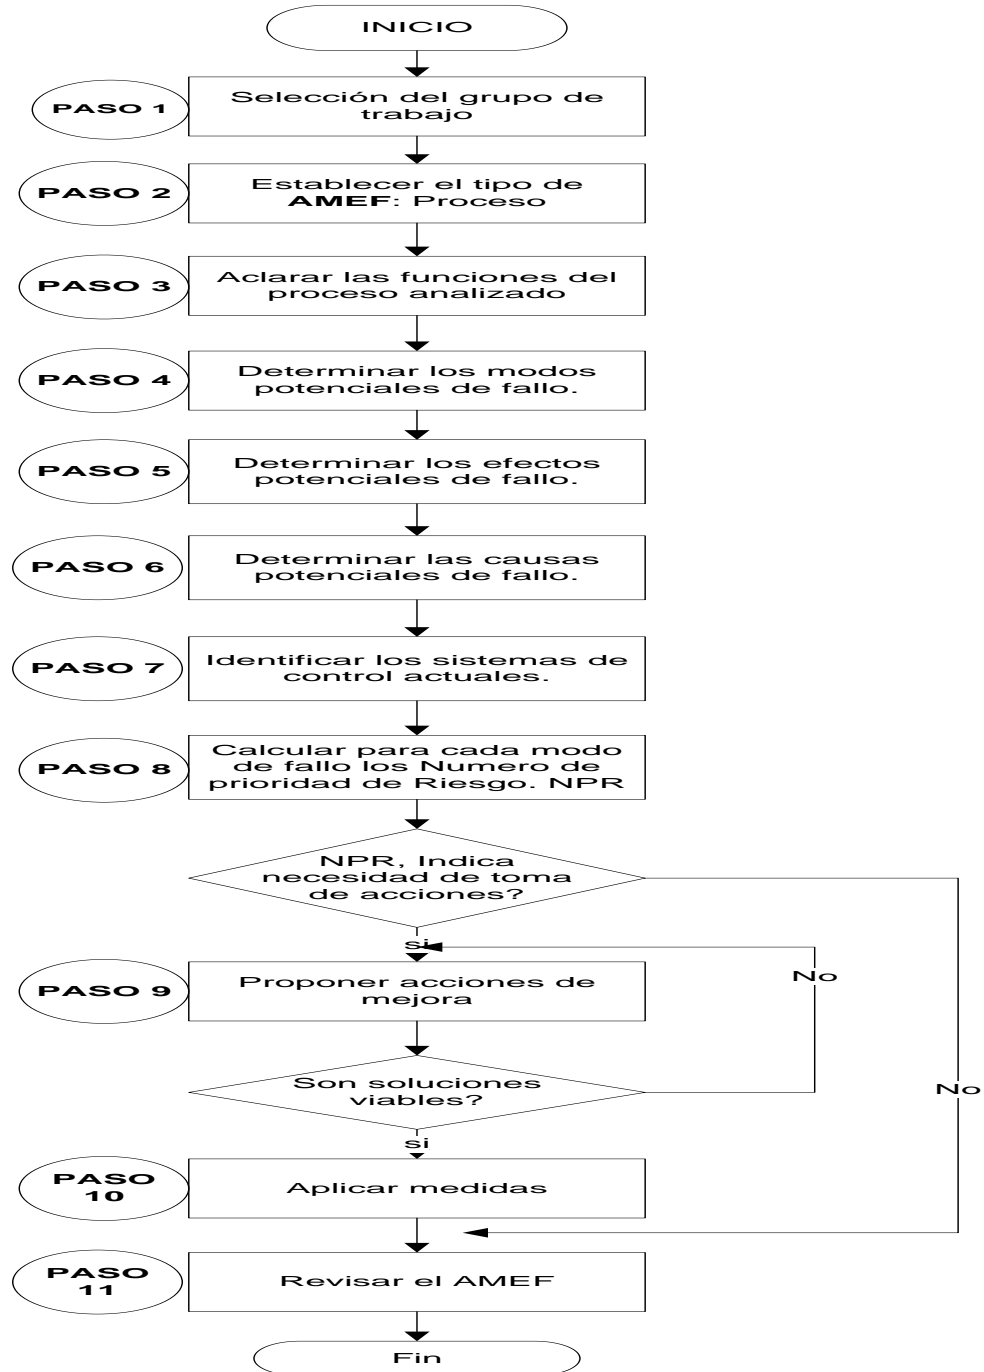 INICIO
PASO 1
Selección del grupo de
trabajo
PASO 2
Establecer el tipo de
AMEF: Proceso
PASO 3
Aclarar las funciones del
proceso analizado
PASO 4
Determinar los modos
potenciales de fallo.
PASO 5
Determinar los efectos
potenciales de fallo.
PASO 6
Determinar las causas
potenciales de fallo.
PASO 7
Identificar los sistemas de
control actuales.
PASO 8
Calcular para cada modo
de fallo los Numero de
prioridad de Riesgo. NPR
NPR, Indica
necesidad de toma
de acciones?
si
No
PASO 9
Proponer acciones de
mejora
Son soluciones
viables?
No
si
PASO
10
Aplicar medidas
PASO
11
Revisar el AMEF
Fin